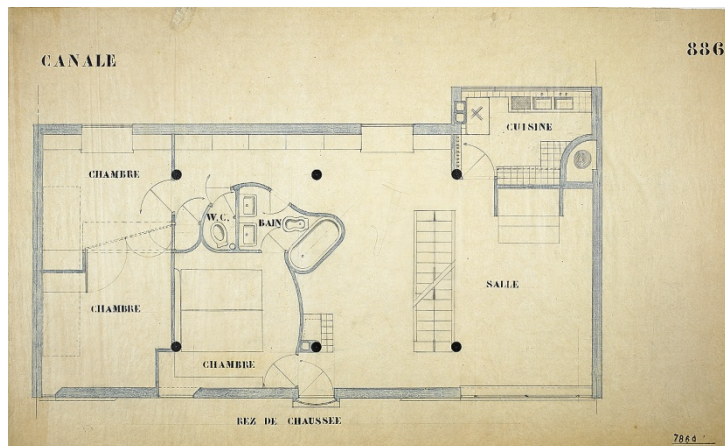 CANALE
886
CUISINE
CHAMBRE
W.C.
BAIN
SALLE
CHAMBRE
CHAMBRE
REZ DE CHAUSSEE
7864